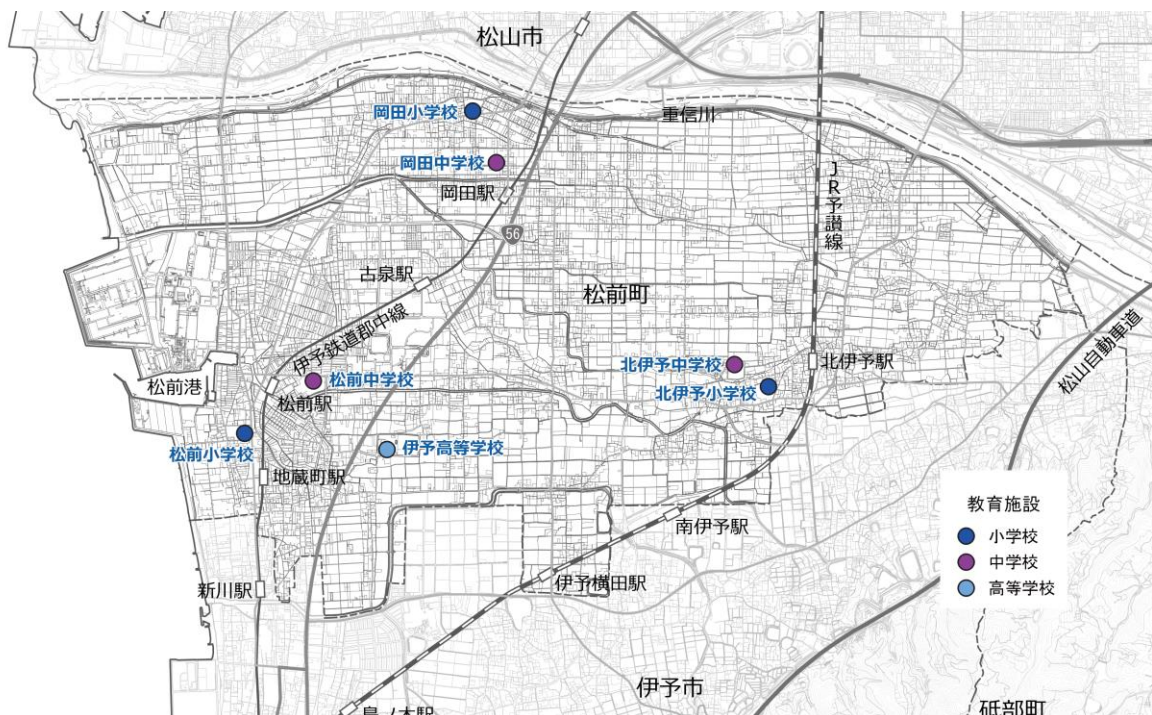 松山市
岡田小学校
重信川
岡田中学校
岡田駅
JR予讃線
56
古泉駅
松前町
伊予鉄道郡中線
松山自動車道
北伊予中学校
北伊予駅
松前港
松前中学校
北伊予小学校
松前駅
松前小学校
伊予高等学校
地蔵町駅
教育施設
小学校
中学校
高等学校
南伊予駅
新川駅
伊予横田駅
伊予市
鳥ノ木駅
砥部町